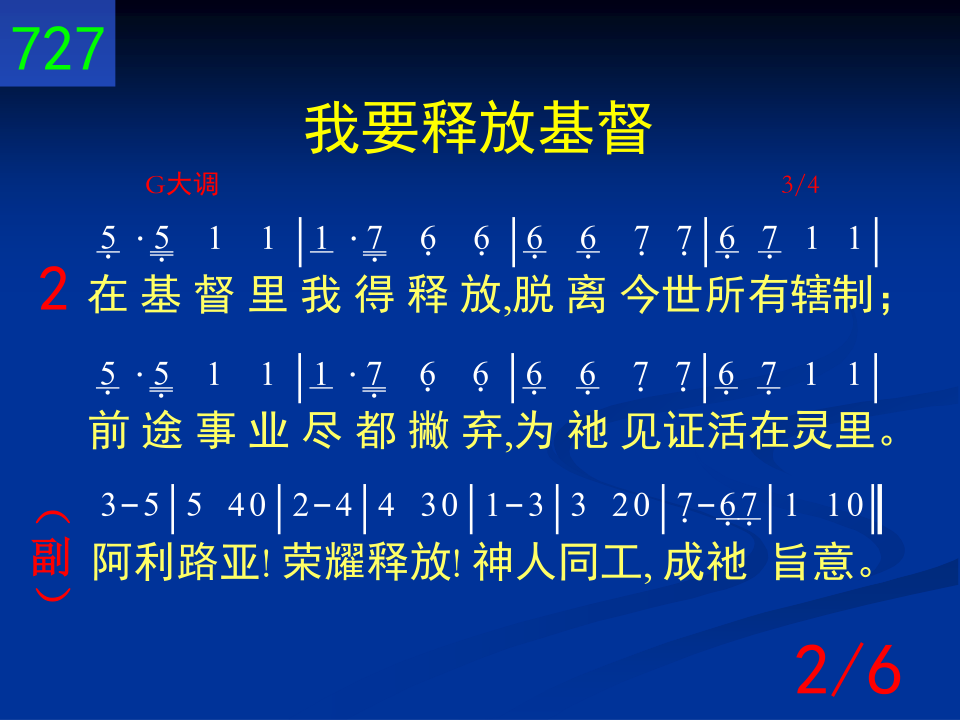 727
我要释放基督
G大调 3/4
5̣ · 5̣ 1 1 | 1 · 7̣ 6̣ 6̣ | 6̣ 6̣ 7̣ 7̣ | 6̣ 7̣ 1 1 |
2 在基督里我得释放,脱离今世所有辖制；
5̣ · 5̣ 1 1 | 1 · 7̣ 6̣ 6̣ | 6̣ 6̣ 7̣ 7̣ | 6̣ 7̣ 1 1 |
前途事业尽都撇弃,为祂见证活在灵里。
3-5 | 5 40 | 2-4 | 4 30 | 1-3 | 3 20 | 7̣-6̣7̣ | 1 10 ‖
（副） 阿利路亚! 荣耀释放! 神人同工, 成祂 旨意。
2/6